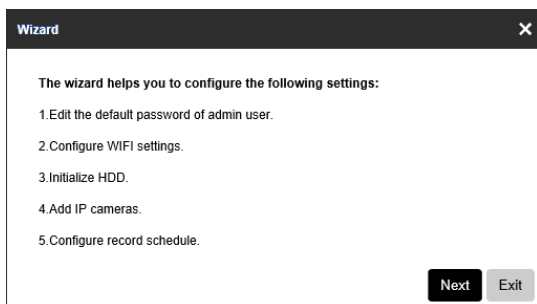 Wizard
The wizard helps you to configure the following settings:
1.Edit the default password of admin user.
2.Configure WIFI settings.
3.Initialize HDD.
4.Add IP cameras.
5.Configure record schedule.
Next Exit